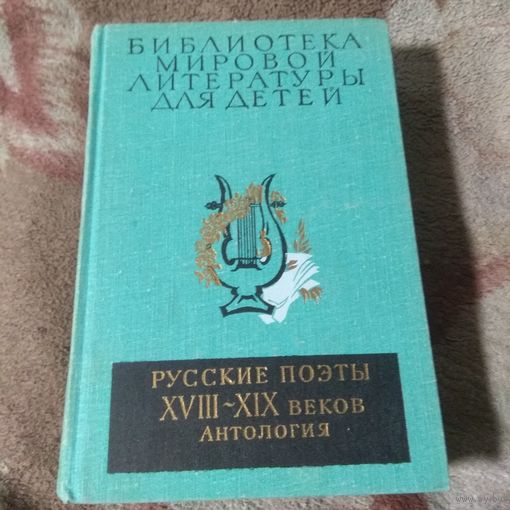 БИБЛИОТЕКА
МИРОВОЙ
ЛИТЕРАТУРЫ
ДЛЯ ДЕТЕЙ
РУССКИЕ ПОЭТЫ
XVIII~XIX ВЕКОВ
АНТОЛОГИЯ